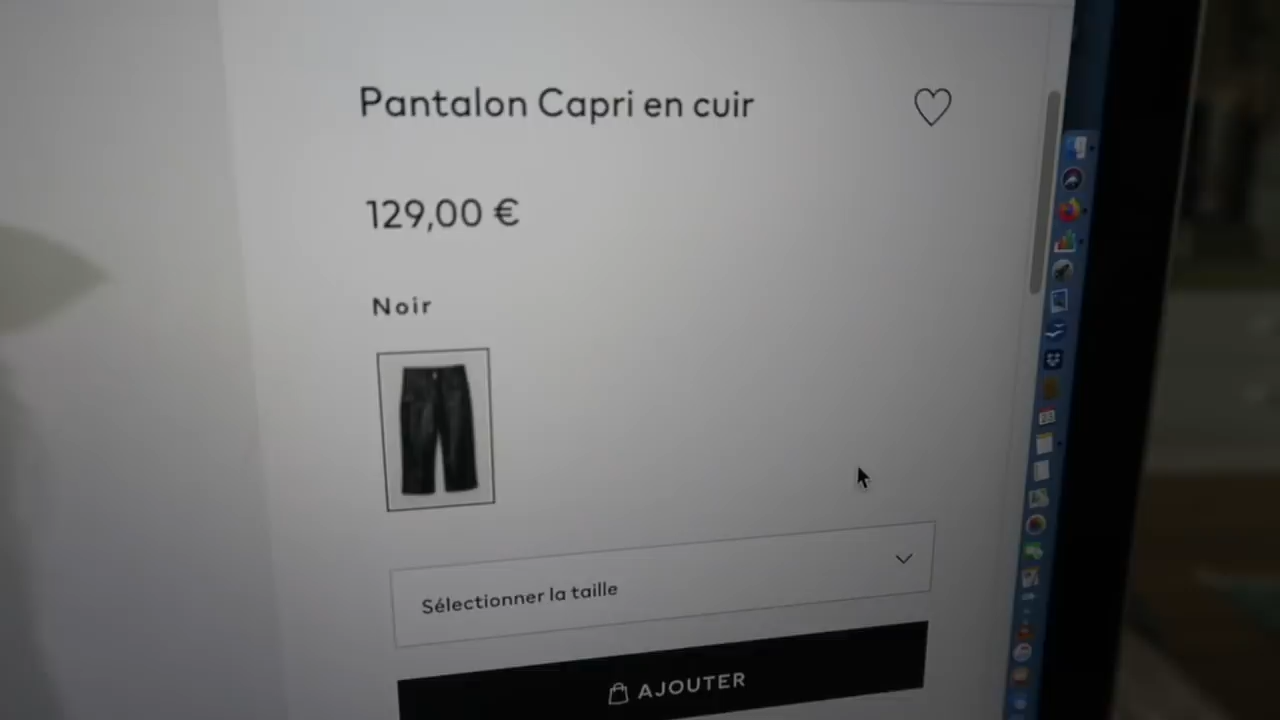 Pantalon Capri en cuir
129,00 €
Noir
Sélectionner la taille
AJOUTER